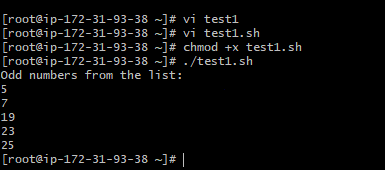 [root@ip-172-31-93-38 ~]# vi test1
[root@ip-172-31-93-38 ~]# vi test1.sh
[root@ip-172-31-93-38 ~]# chmod +x test1.sh
[root@ip-172-31-93-38 ~]# ./test1.sh
Odd numbers from the list:
5
7
19
23
25
[root@ip-172-31-93-38 ~]#